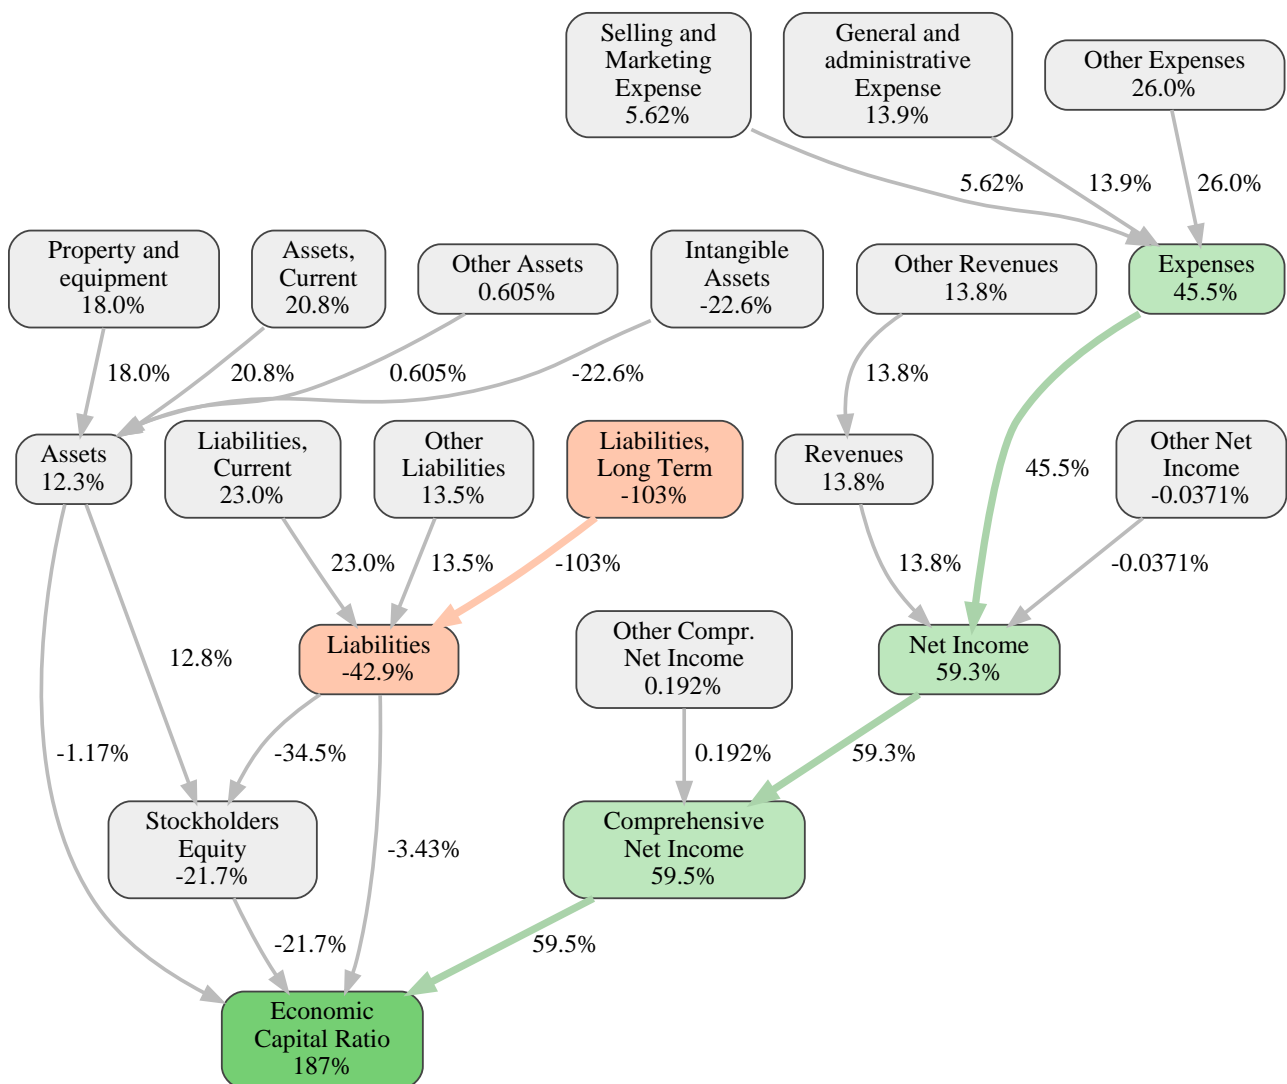 Selling and
Marketing
Expense
5.62%
General and
administrative
Expense
13.9%
Other Expenses
26.0%
5.62%
13.9%
26.0%
Property and
equipment
18.0%
Assets,
Current
20.8%
Other Assets
0.605%
Intangible
Assets
-22.6%
Other Revenues
13.8%
Expenses
45.5%
18.0%
20.8%
0.605%
-22.6%
13.8%
45.5%
Assets
12.3%
Liabilities,
Current
23.0%
Other
Liabilities
13.5%
Liabilities,
Long Term
-103%
Revenues
13.8%
Other Net
Income
-0.0371%
23.0%
13.5%
-103%
13.8%
-0.0371%
12.8%
Liabilities
-42.9%
Other Compr.
Net Income
0.192%
Net Income
59.3%
-1.17%
-34.5%
0.192%
59.3%
Stockholders
Equity
-21.7%
-3.43%
Comprehensive
Net Income
59.5%
-21.7%
59.5%
Economic
Capital Ratio
187%